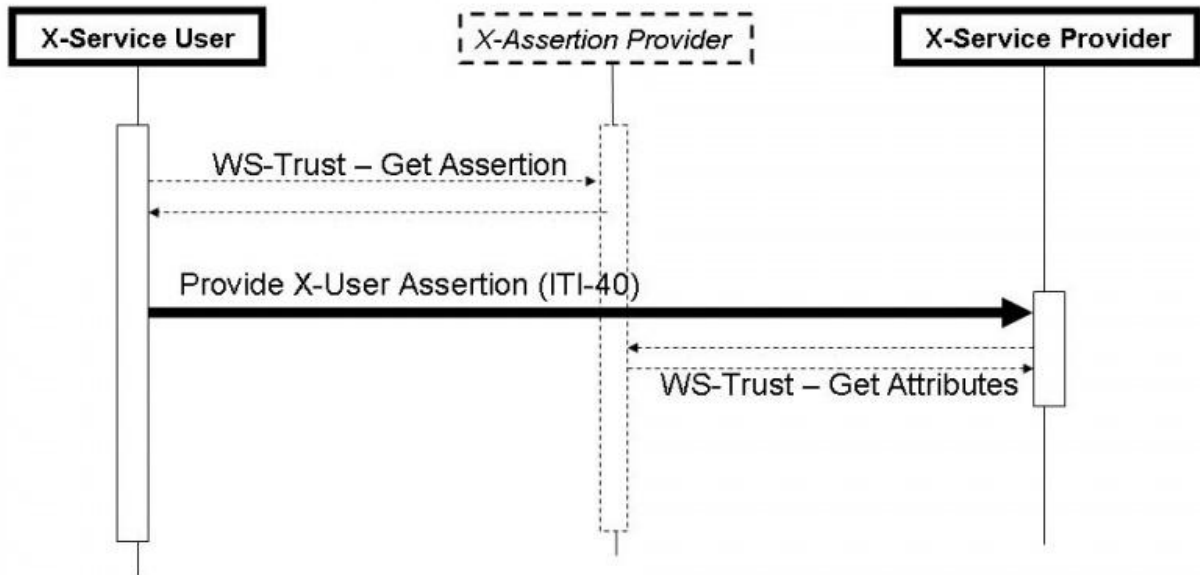 X-Service User
X-Assertion Provider
X-Service Provider
WS-Trust – Get Assertion
Provide X-User Assertion (ITI-40)
WS-Trust – Get Attributes